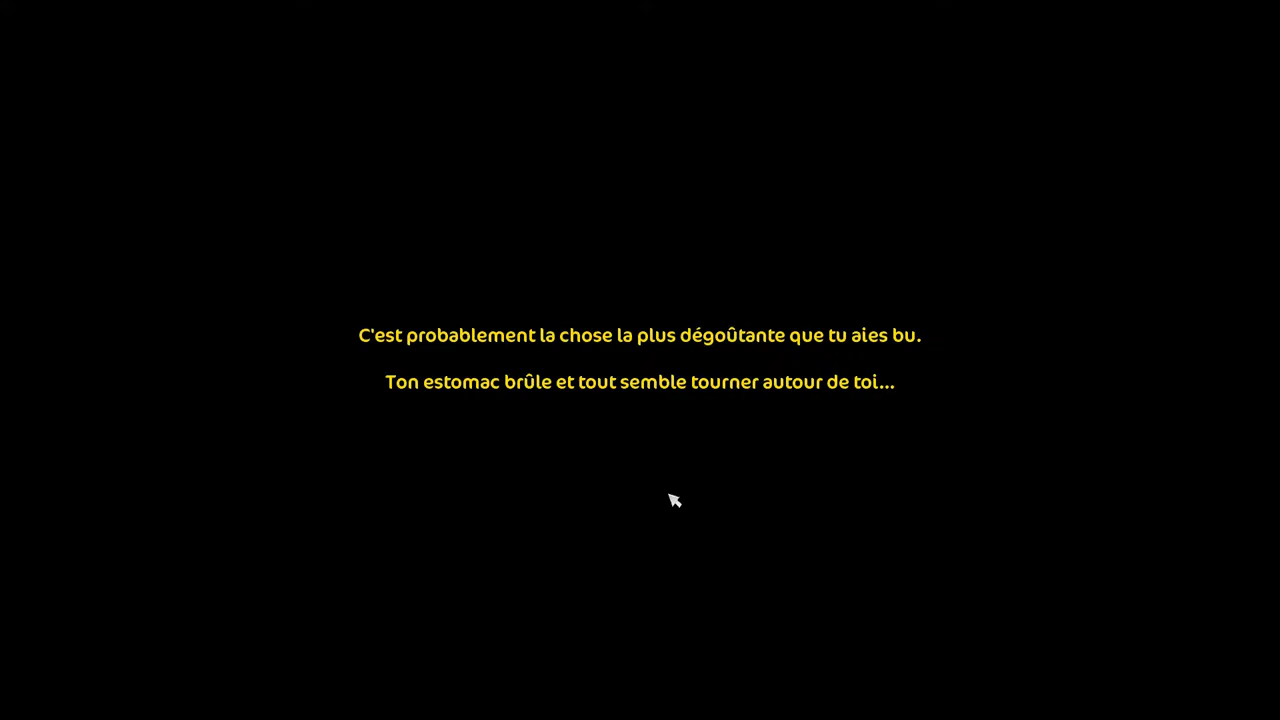 C'est probablement la chose la plus dégoûtante que tu aies bu.
Ton estomac brûle et tout semble tourner autour de toi...